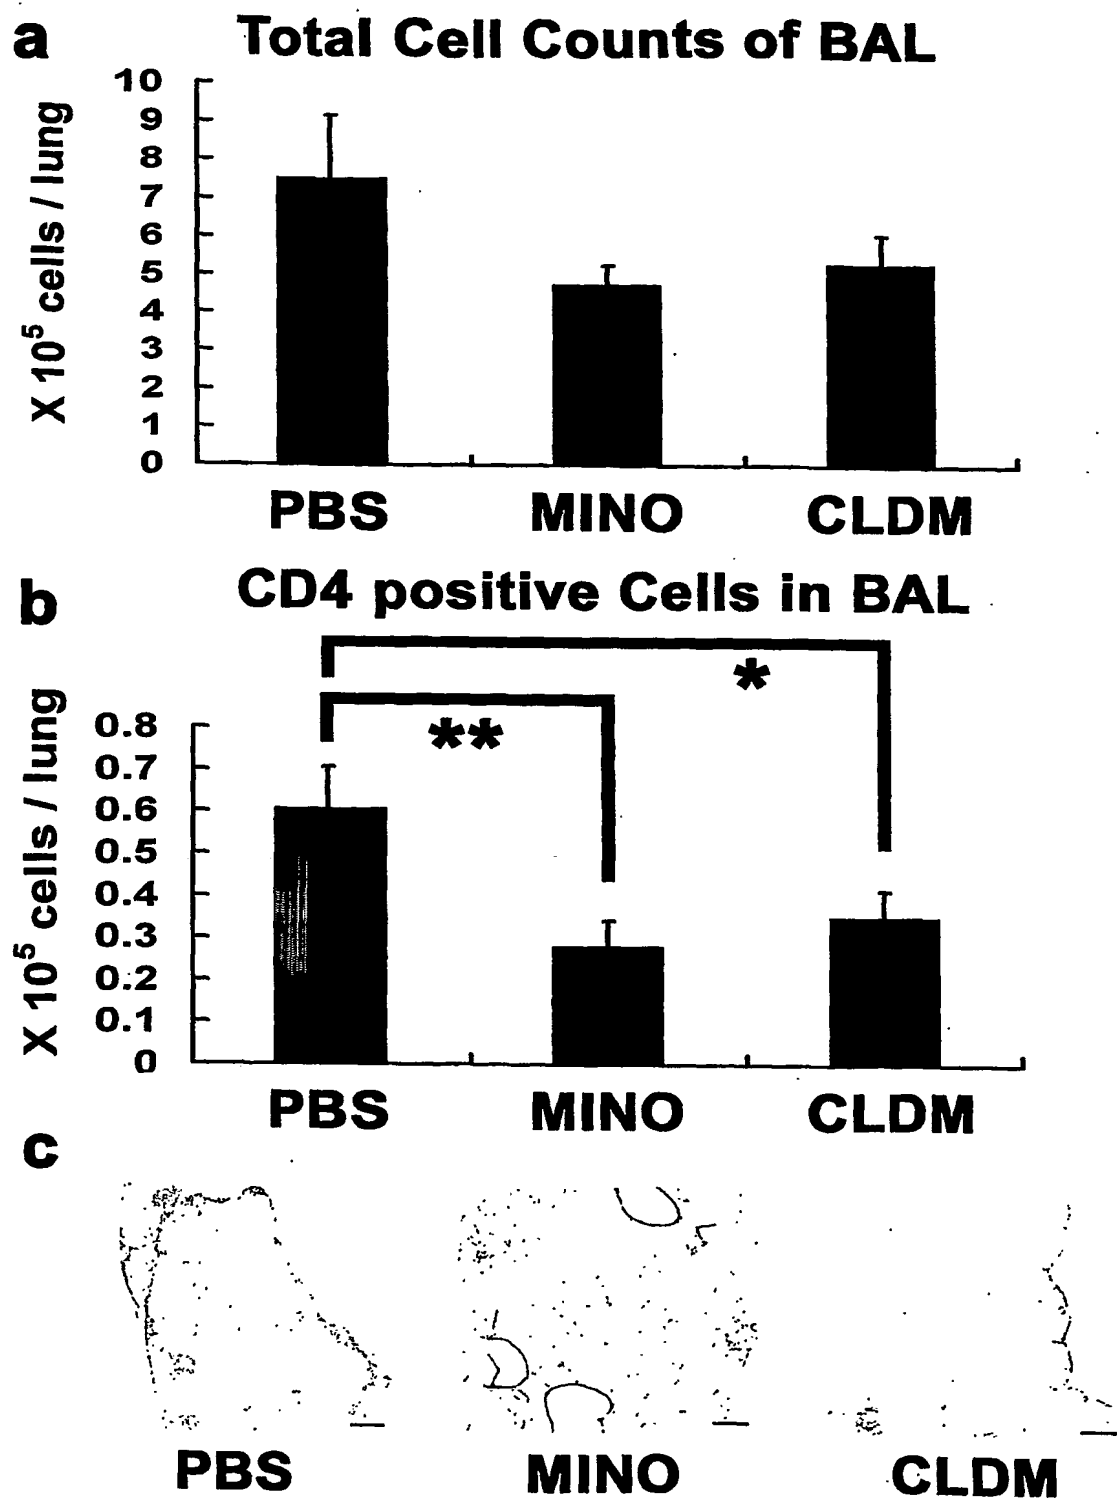 a Total Cell Counts of BAL
X 10⁵ cells / lung
10
9
8
7
6
5
4
3
2
1
0
PBS MINO CLDM
b CD4 positive Cells in BAL
*
**
X 10⁵ cells / lung
0.8
0.7
0.6
0.5
0.4
0.3
0.2
0.1
0
PBS MINO CLDM
c
PBS MINO CLDM